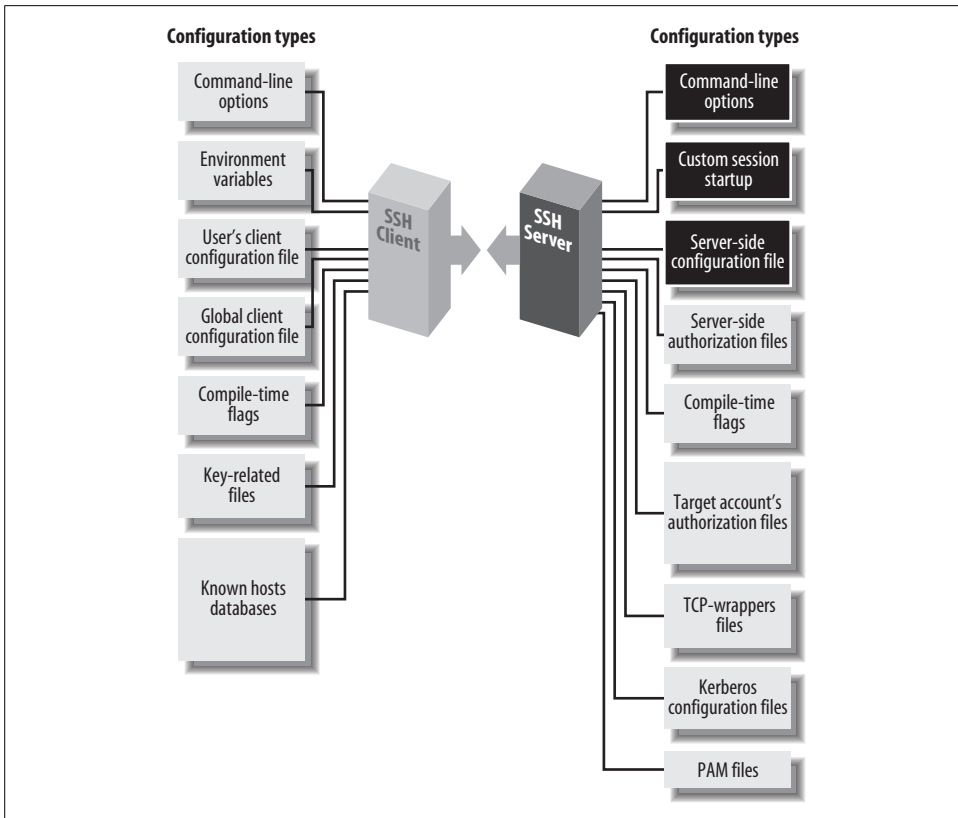 Configuration types
Command-line
options
Environment
variables
User's client
configuration file
Global client
configuration file
Compile-time
flags
Key-related
files
Known hosts
databases
SSH
Client
SSH
Server
Configuration types
Command-line
options
Custom session
startup
Server-side
configuration file
Server-side
authorization files
Compile-time
flags
Target account's
authorization files
TCP-wrappers
files
Kerberos
configuration files
PAM files